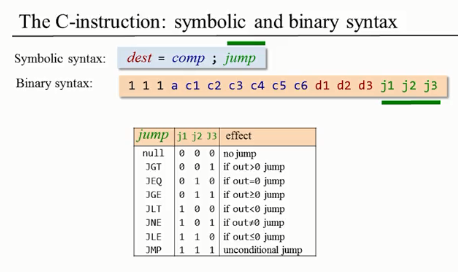 The C-instruction: symbolic and binary syntax
Symbolic syntax: dest = comp ; jump
Binary syntax: 1 1 1 a c1 c2 c3 c4 c5 c6 d1 d2 d3 j1 j2 j3
jump j1 j2 J3 effect
null 0 0 0 no jump
JGT 0 0 1 if out>0 jump
JEQ 0 1 0 if out=0 jump
JGE 0 1 1 if out≥0 jump
JLT 1 0 0 if out<0 jump
JNE 1 0 1 if out≠0 jump
JLE 1 1 0 if out≤0 jump
JMP 1 1 1 unconditional jump